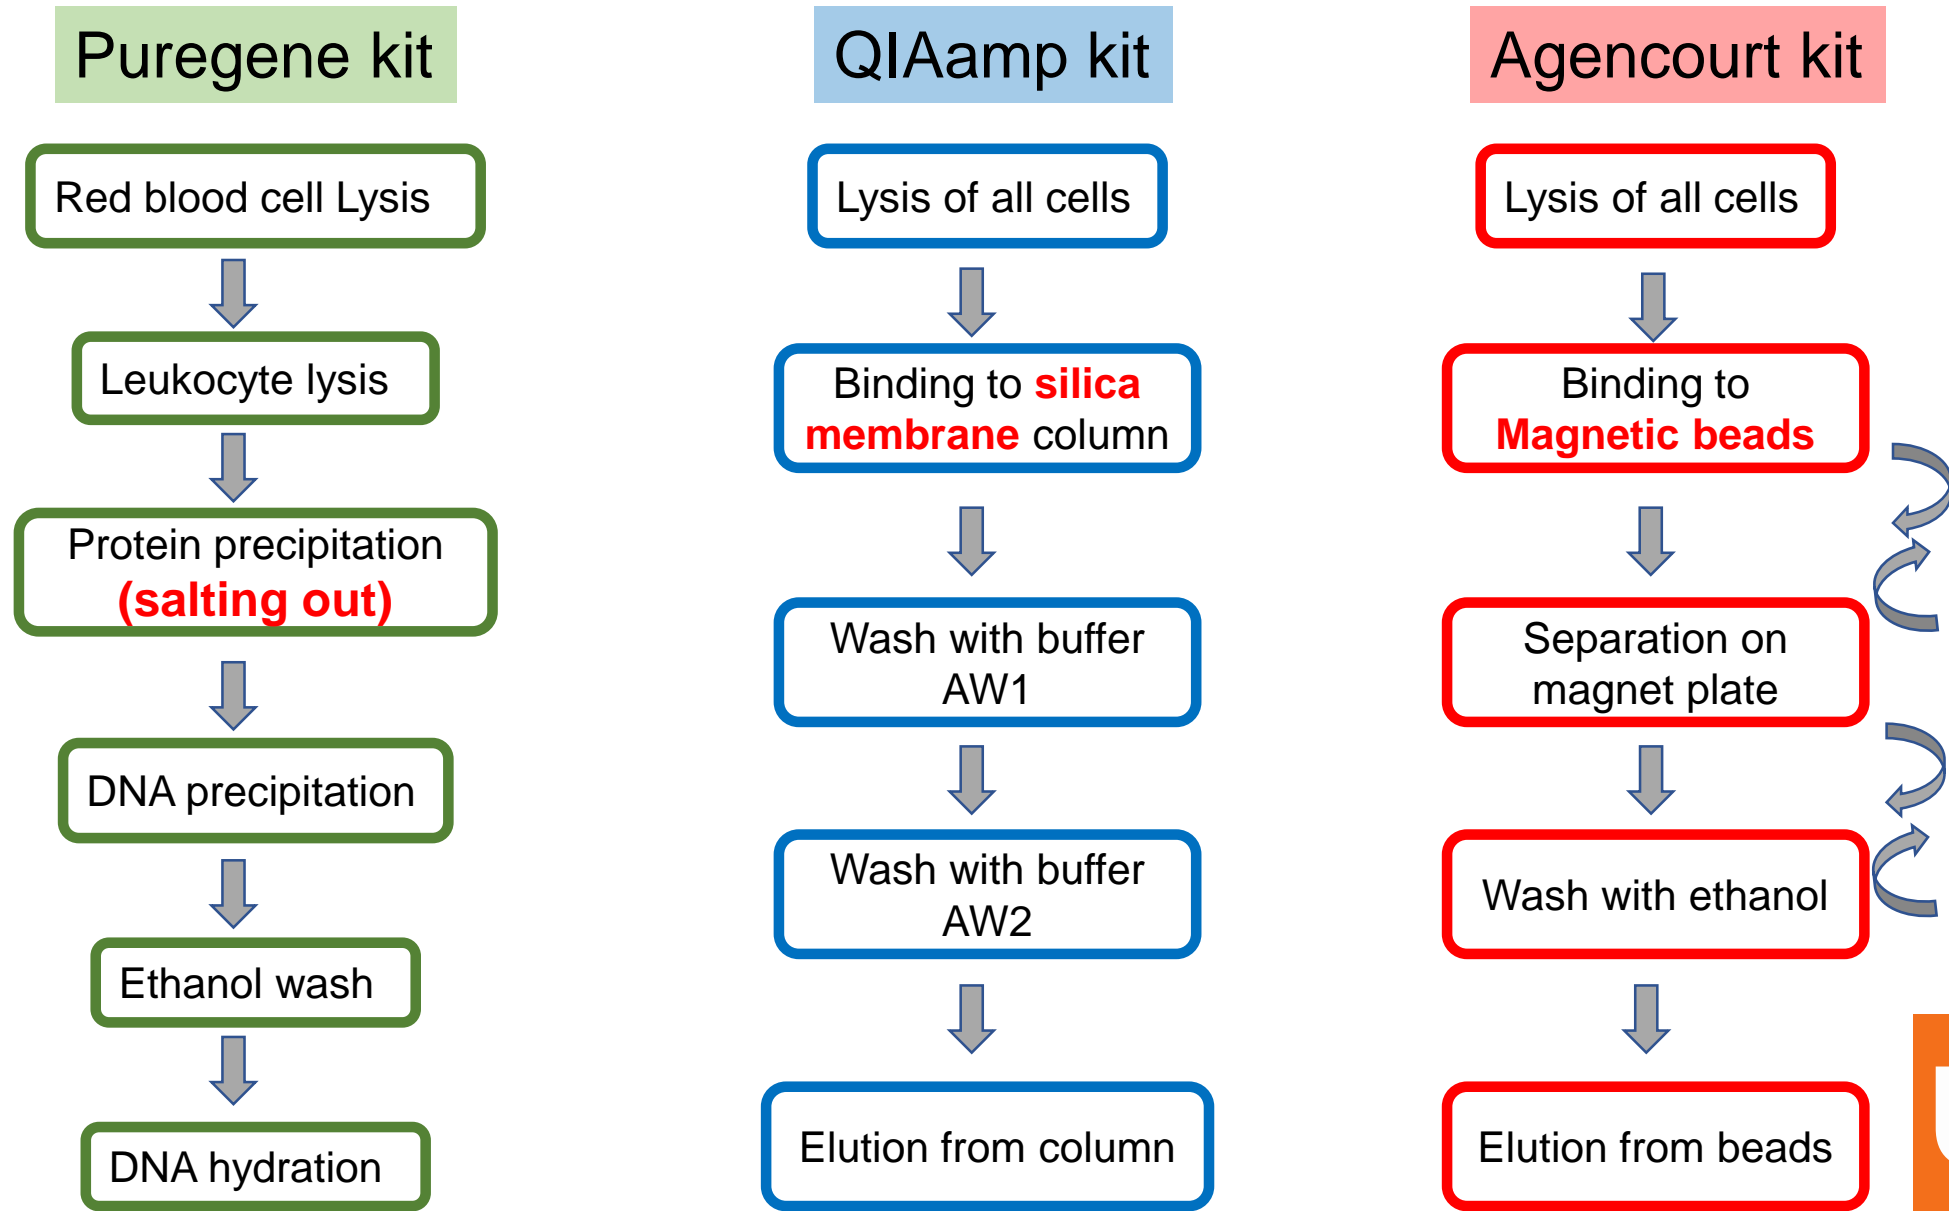 Puregene kit
Red blood cell Lysis
Leukocyte lysis
Protein precipitation
(salting out)
DNA precipitation
Ethanol wash
DNA hydration
QIAamp kit
Lysis of all cells
Binding to silica
membrane column
Wash with buffer
AW1
Wash with buffer
AW2
Elution from column
Agencourt kit
Lysis of all cells
Binding to
Magnetic beads
Separation on
magnet plate
Wash with ethanol
Elution from beads